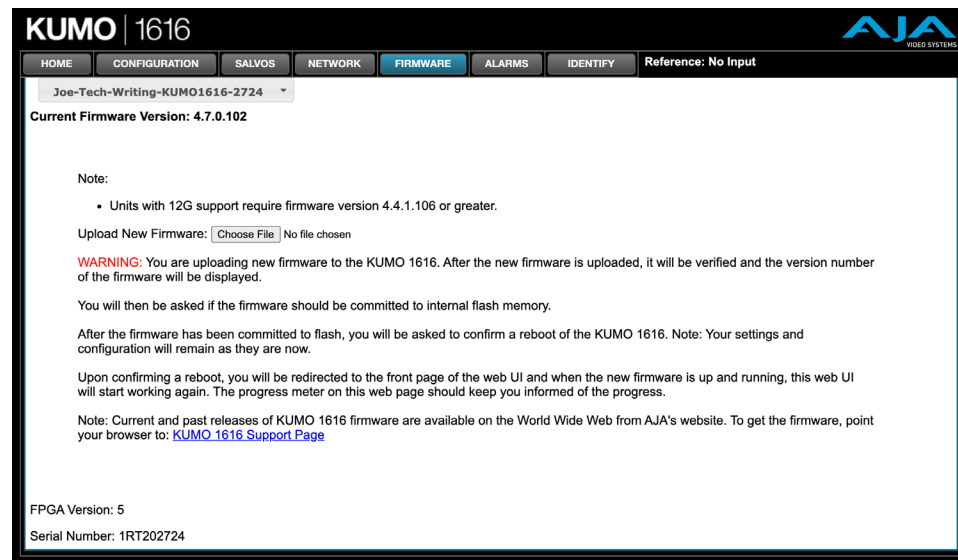 KUMO | 1616
AJA
VIDEO SYSTEMS
HOME CONFIGURATION SALVOS NETWORK FIRMWARE ALARMS IDENTIFY Reference: No Input
Joe-Tech-Writing-KUMO1616-2724
Current Firmware Version: 4.7.0.102
Note:
• Units with 12G support require firmware version 4.4.1.106 or greater.
Upload New Firmware: Choose File No file chosen
WARNING: You are uploading new firmware to the KUMO 1616. After the new firmware is uploaded, it will be verified and the version number
of the firmware will be displayed.
You will then be asked if the firmware should be committed to internal flash memory.
After the firmware has been committed to flash, you will be asked to confirm a reboot of the KUMO 1616. Note: Your settings and
configuration will remain as they are now.
Upon confirming a reboot, you will be redirected to the front page of the web UI and when the new firmware is up and running, this web UI
will start working again. The progress meter on this web page should keep you informed of the progress.
Note: Current and past releases of KUMO 1616 firmware are available on the World Wide Web from AJA's website. To get the firmware, point
your browser to: KUMO 1616 Support Page
FPGA Version: 5
Serial Number: 1RT202724